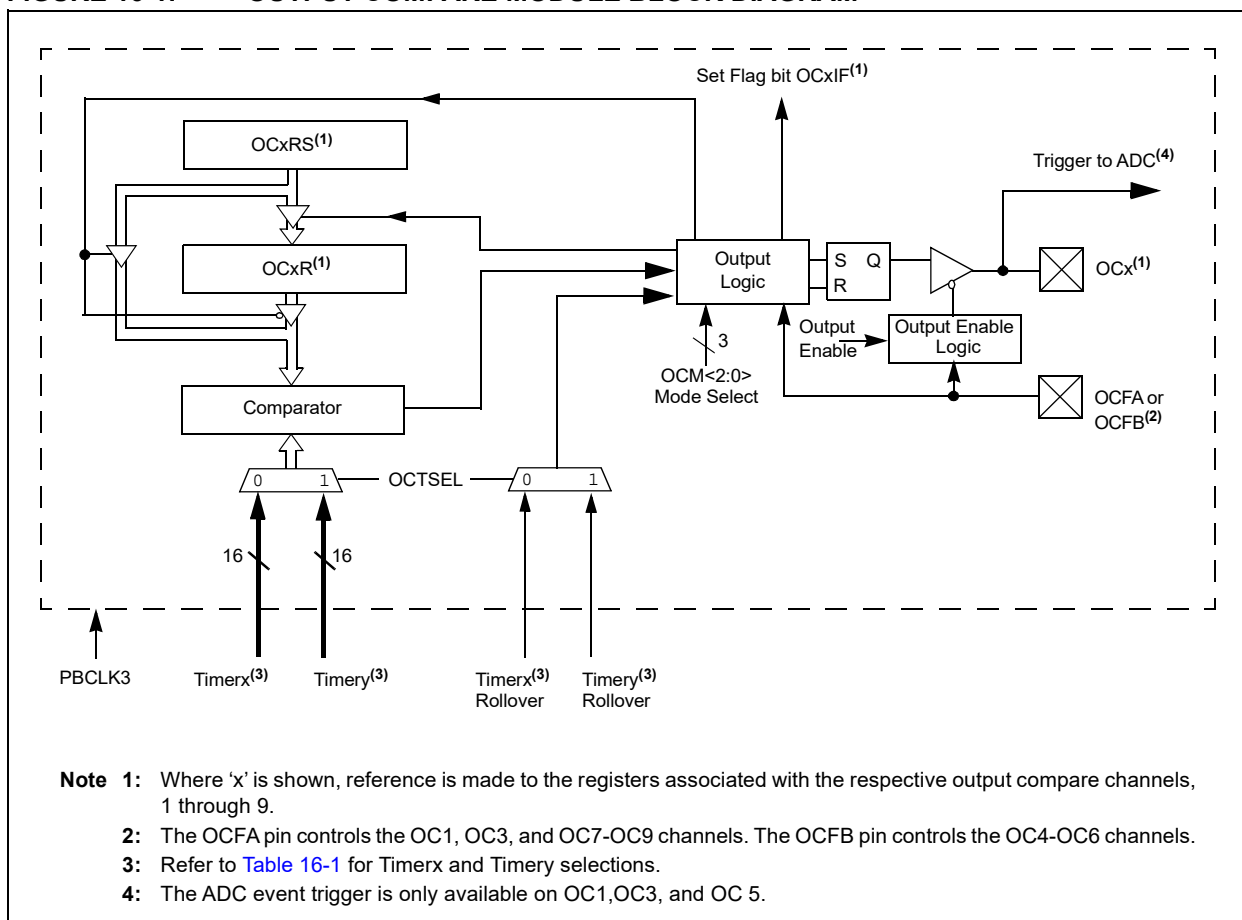 Set Flag bit OCxIF(1)
OCxRS(1)
Trigger to ADC(4)
OCxR(1)
Output
Logic
S Q
R
OCx(1)
Output
Enable
Output Enable
Logic
3
OCM<2:0>
Mode Select
OCFA or
OCFB(2)
Comparator
0 1
OCTSEL
0 1
16
16
PBCLK3
Timerx(3)
Timery(3)
Timerx(3)
Rollover
Timery(3)
Rollover
Note 1: Where ‘x’ is shown, reference is made to the registers associated with the respective output compare channels,
1 through 9.
2: The OCFA pin controls the OC1, OC3, and OC7-OC9 channels. The OCFB pin controls the OC4-OC6 channels.
3: Refer to Table 16-1 for Timerx and Timery selections.
4: The ADC event trigger is only available on OC1,OC3, and OC 5.